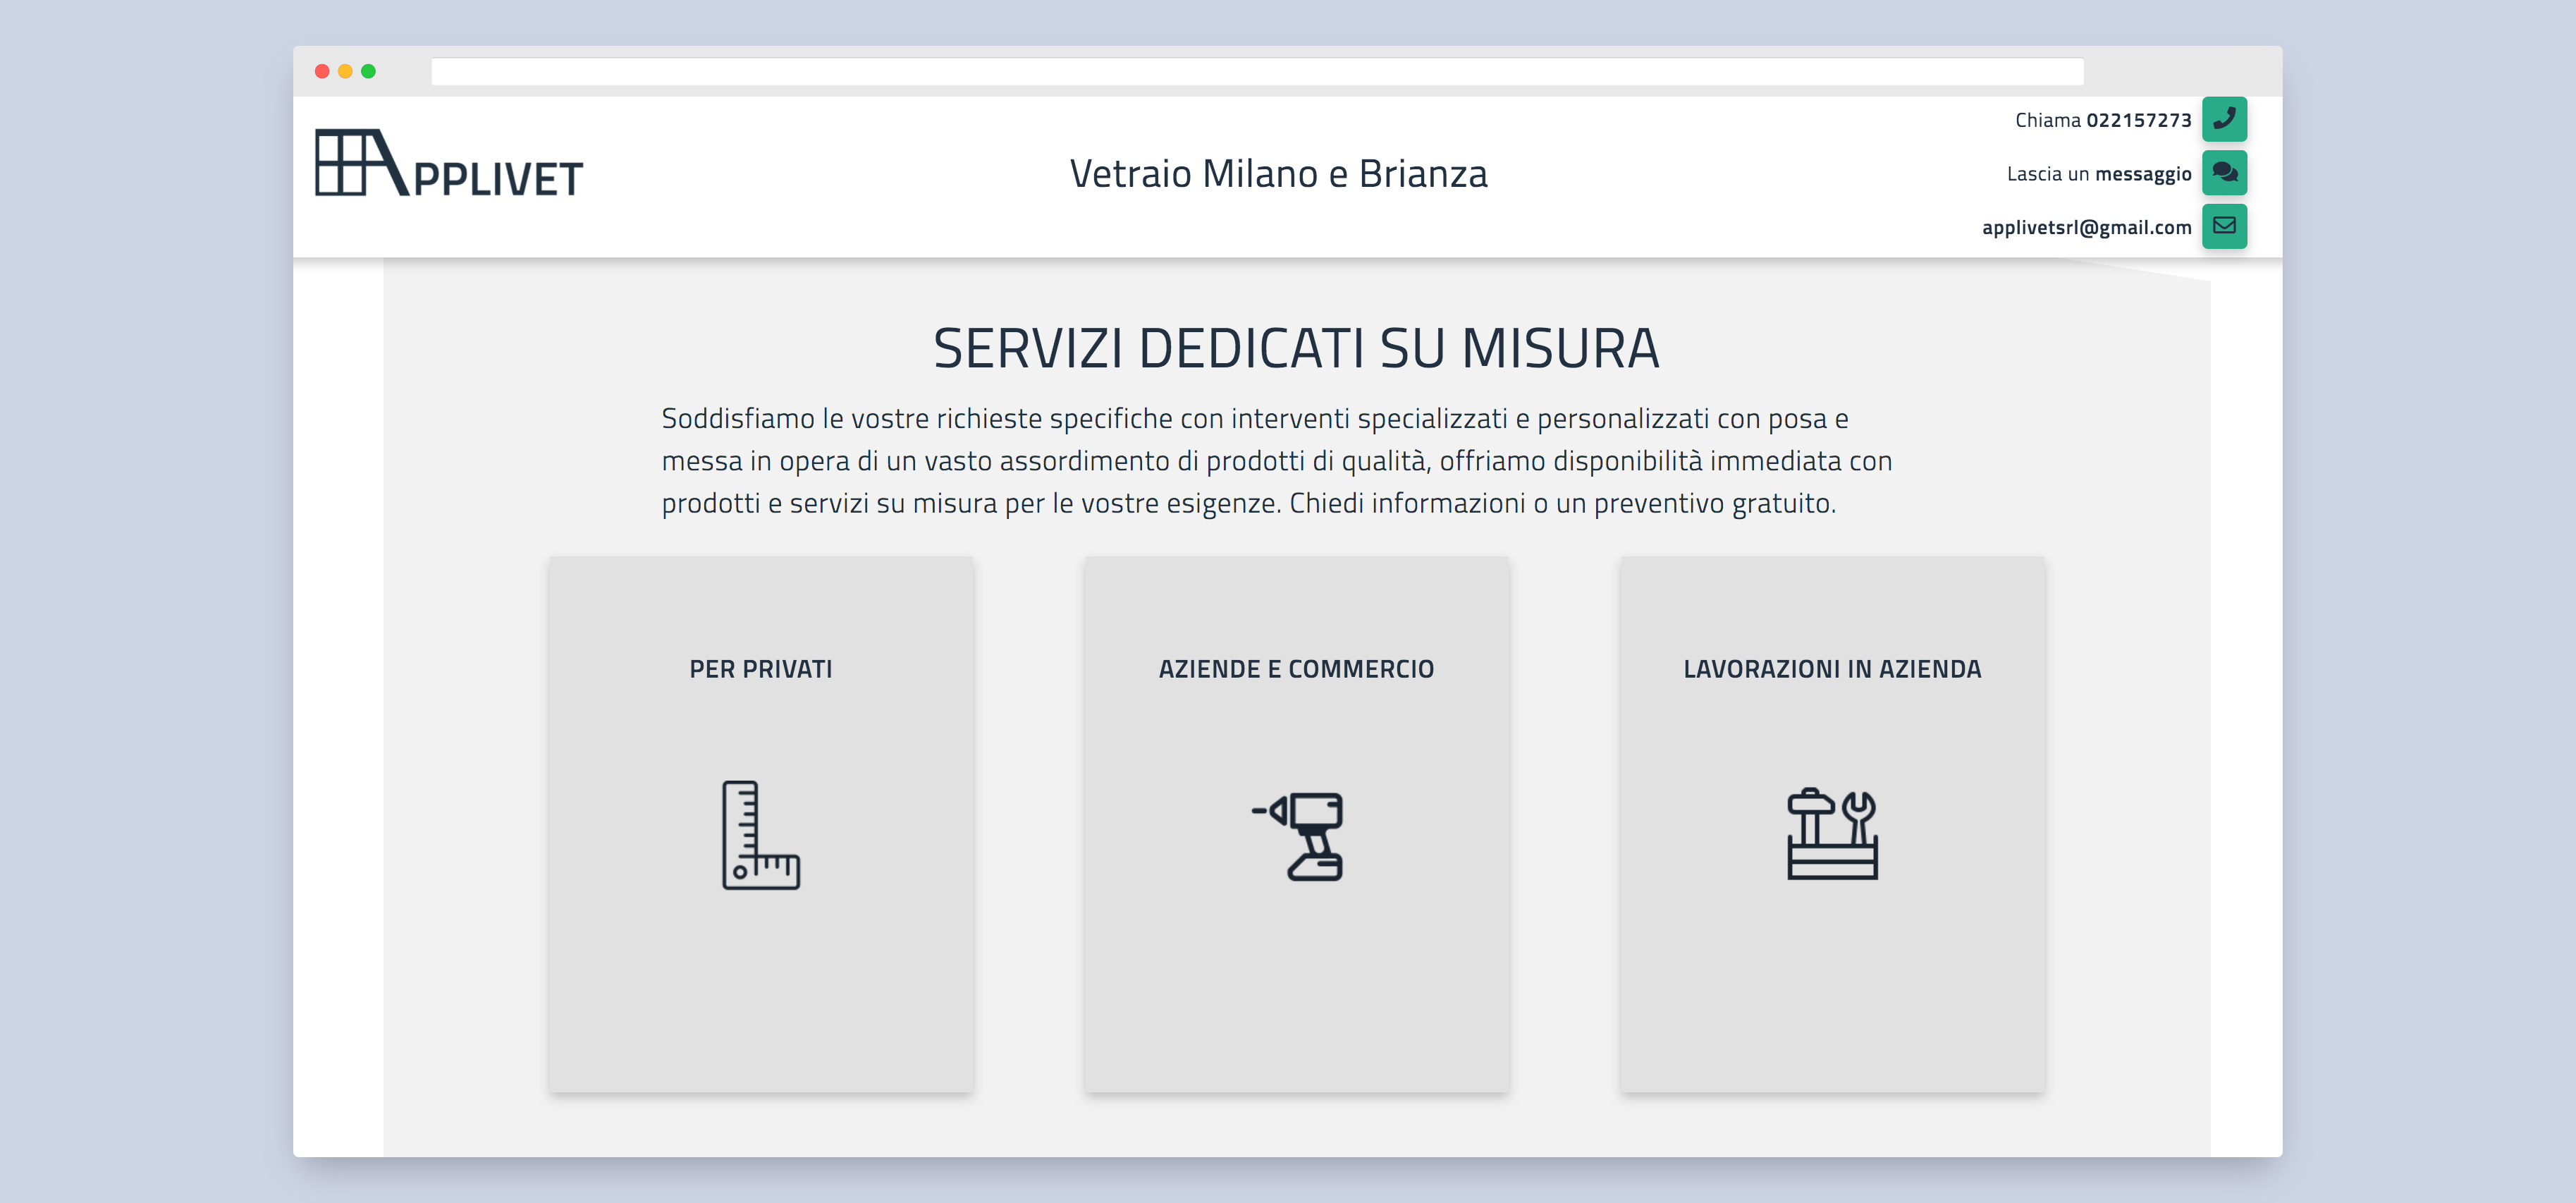 APPLIVET
Vetraio Milano e Brianza
Chiama 022157273
Lascia un messaggio
applivetsrl@gmail.com
SERVIZI DEDICATI SU MISURA
Soddisfiamo le vostre richieste specifiche con interventi specializzati e personalizzati con posa e
messa in opera di un vasto assordimento di prodotti di qualità, offriamo disponibilità immediata con
prodotti e servizi su misura per le vostre esigenze. Chiedi informazioni o un preventivo gratuito.
PER PRIVATI
AZIENDE E COMMERCIO
LAVORAZIONI IN AZIENDA